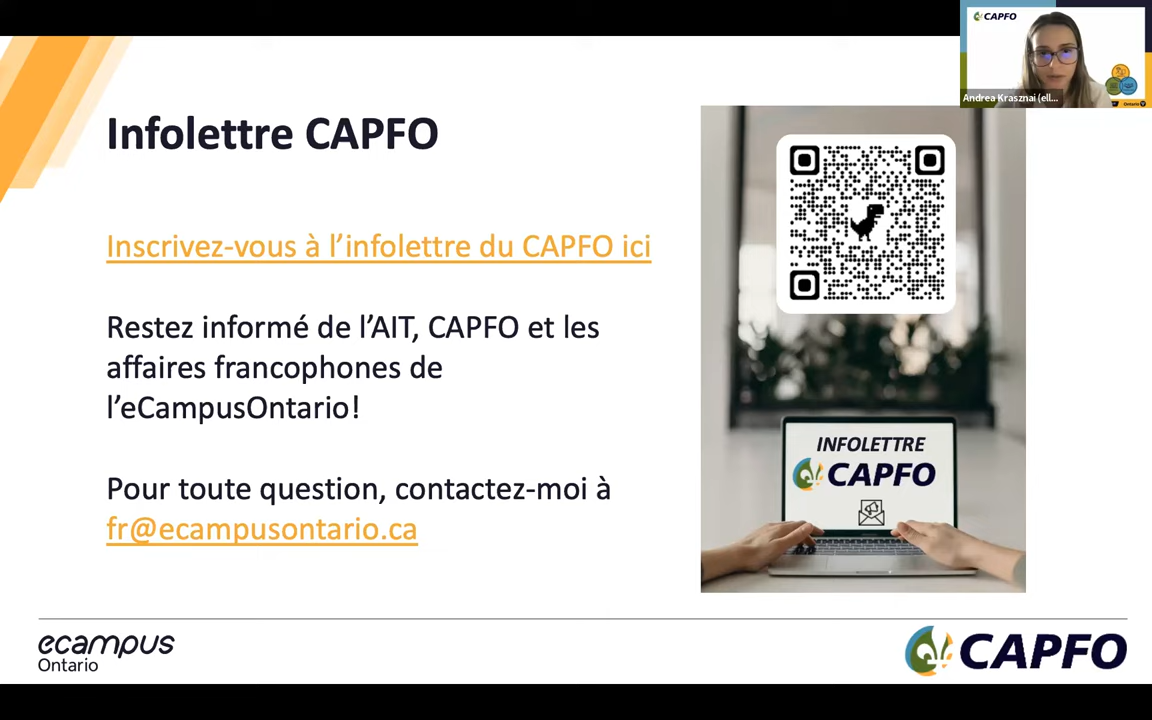 CAPFO
Andrea Krasznai (ell...
Ontario
Infolettre CAPFO
Inscrivez-vous à l’infolettre du CAPFO ici
Restez informé de l’AIT, CAPFO et les
affaires francophones de
l’eCampusOntario!
Pour toute question, contactez-moi à
fr@ecampusontario.ca
INFOLETTRE
CAPFO
ecampus
Ontario
CAPFO